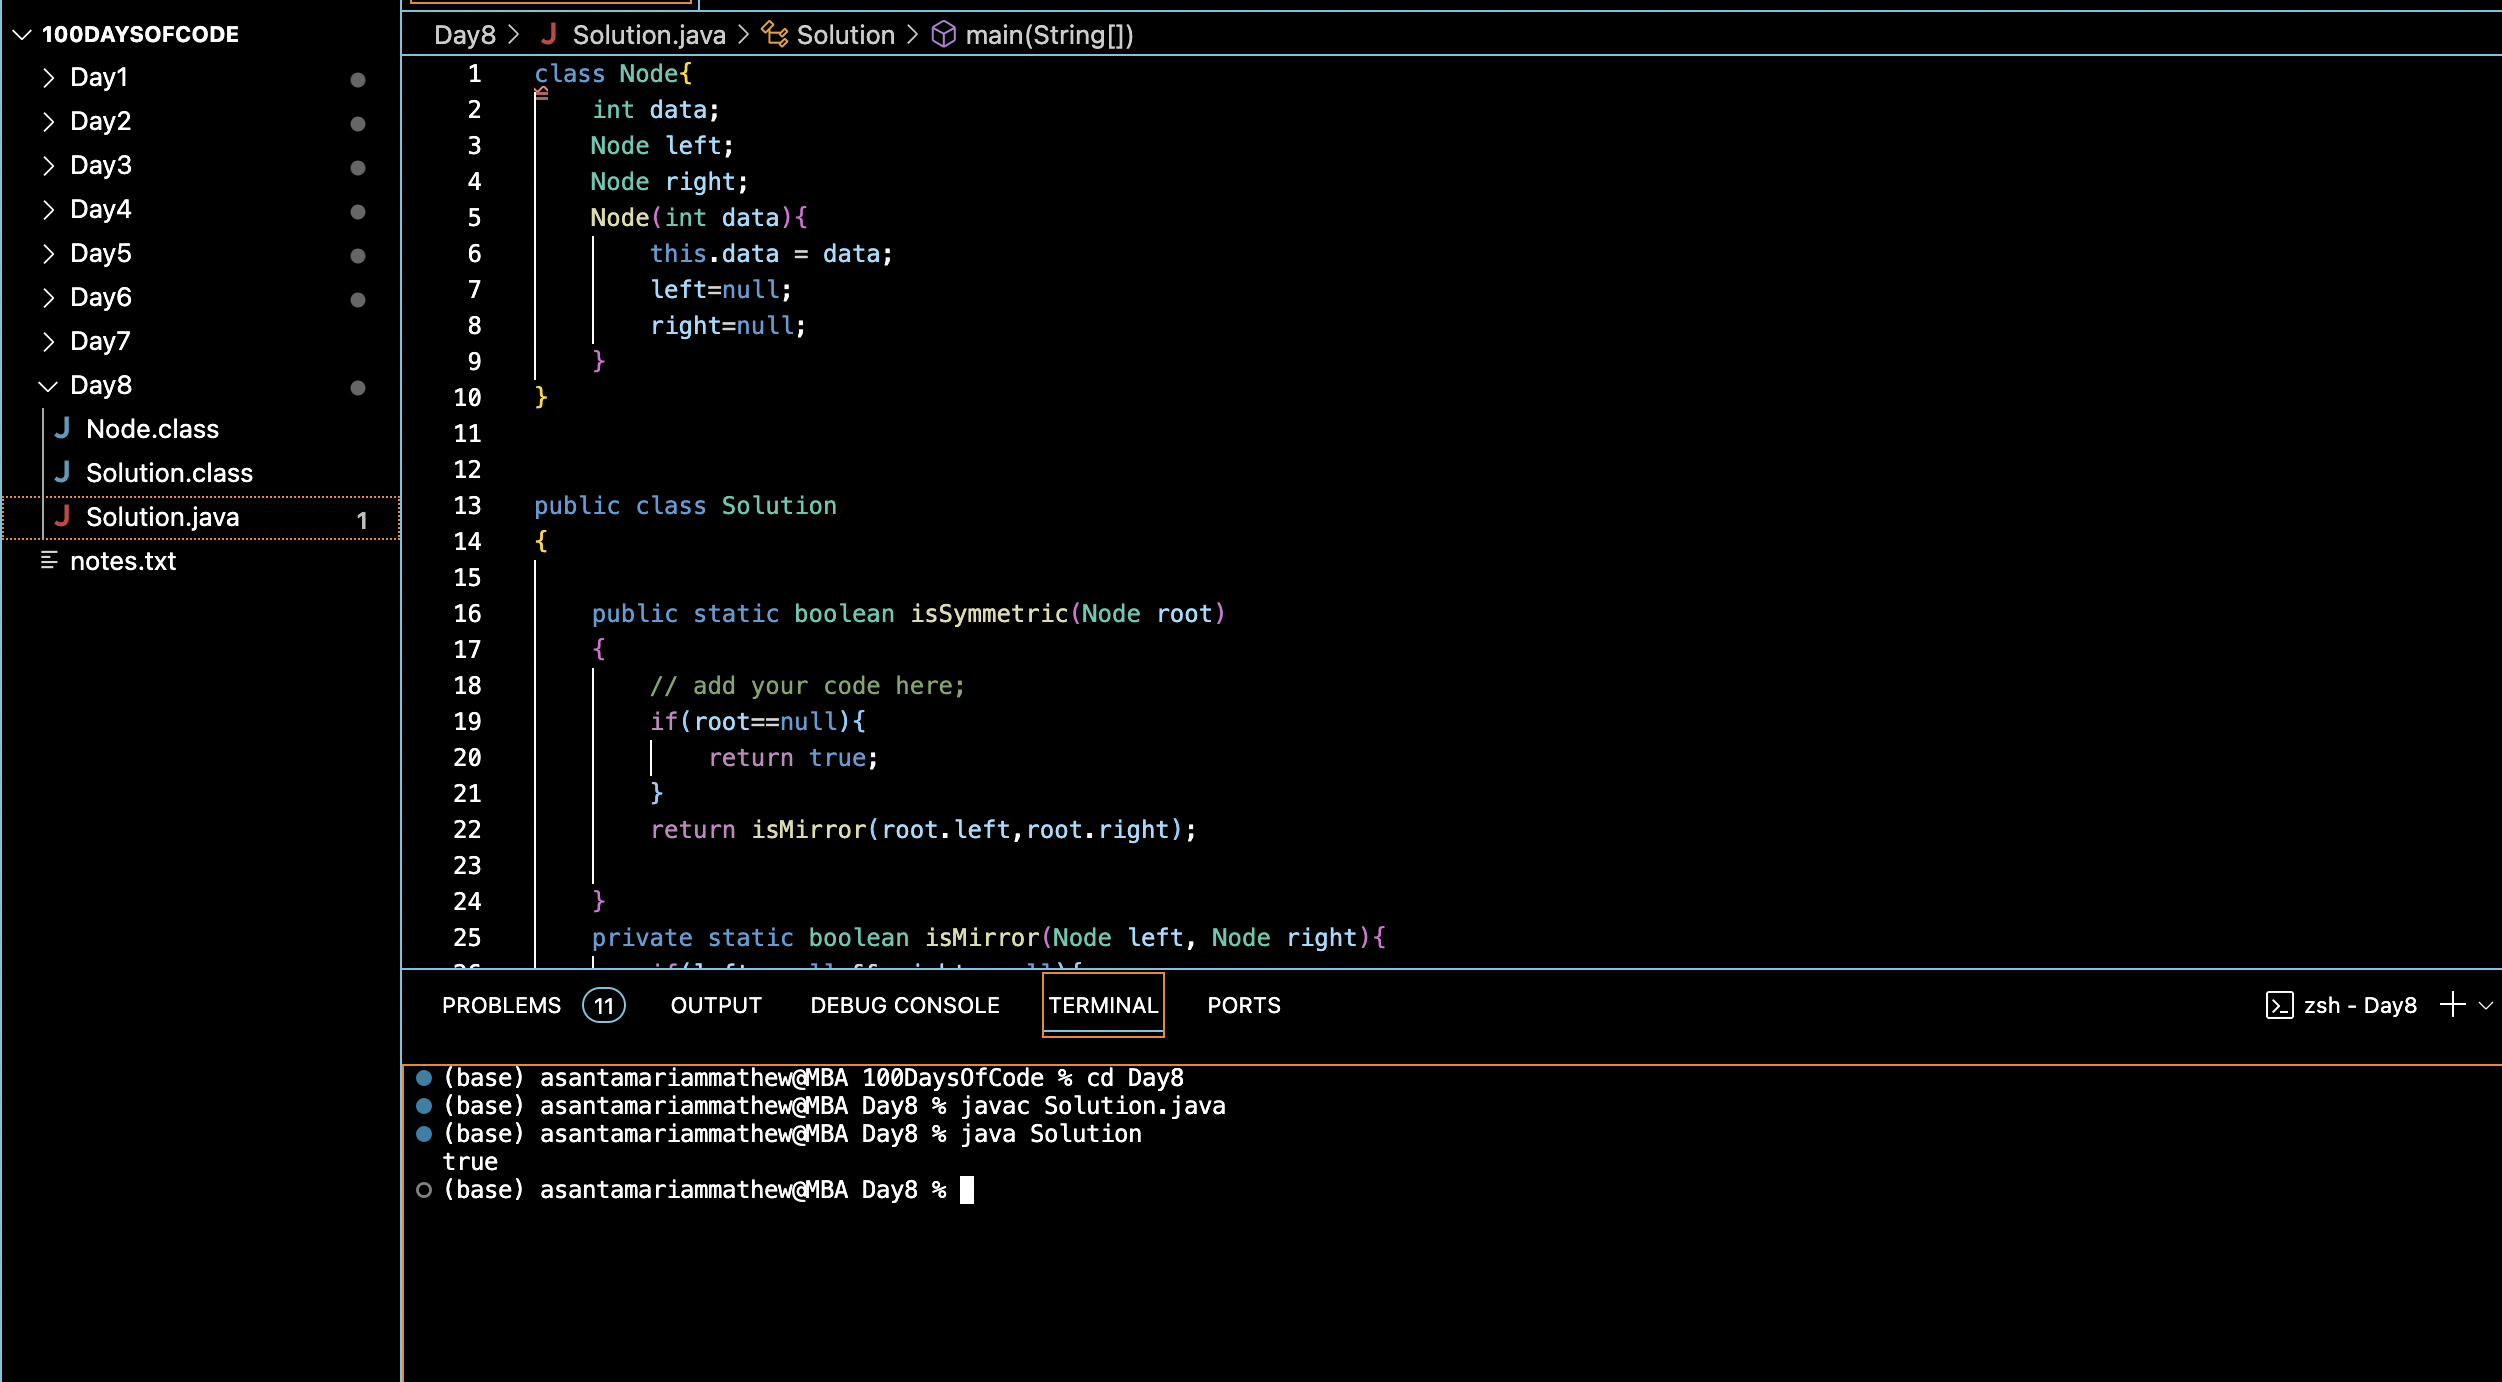 100DAYSOFCODE
Day1
Day2
Day3
Day4
Day5
Day6
Day7
Day8
Node.class
Solution.class
Solution.java 1
notes.txt
Day8 > Solution.java > Solution > main(String[])
1 class Node{
2 int data;
3 Node left;
4 Node right;
5 Node(int data){
6 this.data = data;
7 left=null;
8 right=null;
9 }
10 }
11
12
13 public class Solution
14 {
15
16 public static boolean isSymmetric(Node root)
17 {
18 // add your code here;
19 if(root==null){
20 return true;
21 }
22 return isMirror(root.left,root.right);
23
24 }
25 private static boolean isMirror(Node left, Node right){
PROBLEMS 11 OUTPUT DEBUG CONSOLE TERMINAL PORTS zsh - Day8
(base) asantamariammathew@MBA 100DaysOfCode % cd Day8
(base) asantamariammathew@MBA Day8 % javac Solution.java
(base) asantamariammathew@MBA Day8 % java Solution
true
(base) asantamariammathew@MBA Day8 %